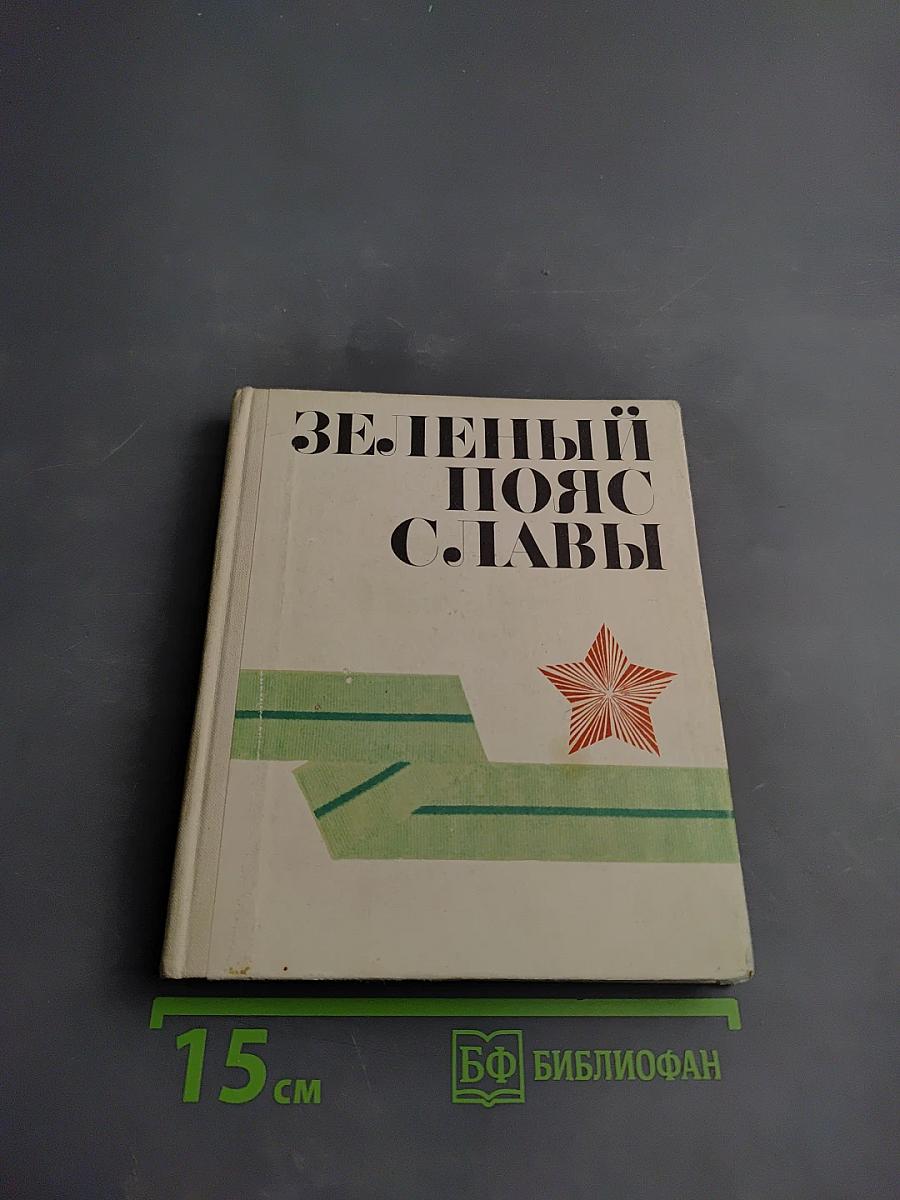 ЗЕЛЕНЫЙ
ПОЯС
СЛАВЫ
15 см
БФ БИБЛИОФАН